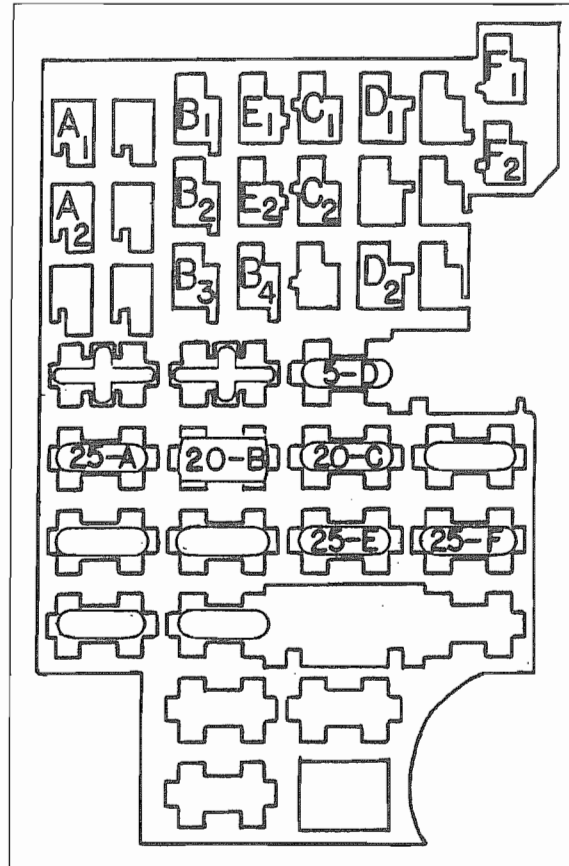 F1
A1 B1 E1 C1 D1
F2
A2 B2 E2 C2
B3 B4 D2
5-D
25-A 20-B 20-C
25-E 25-F